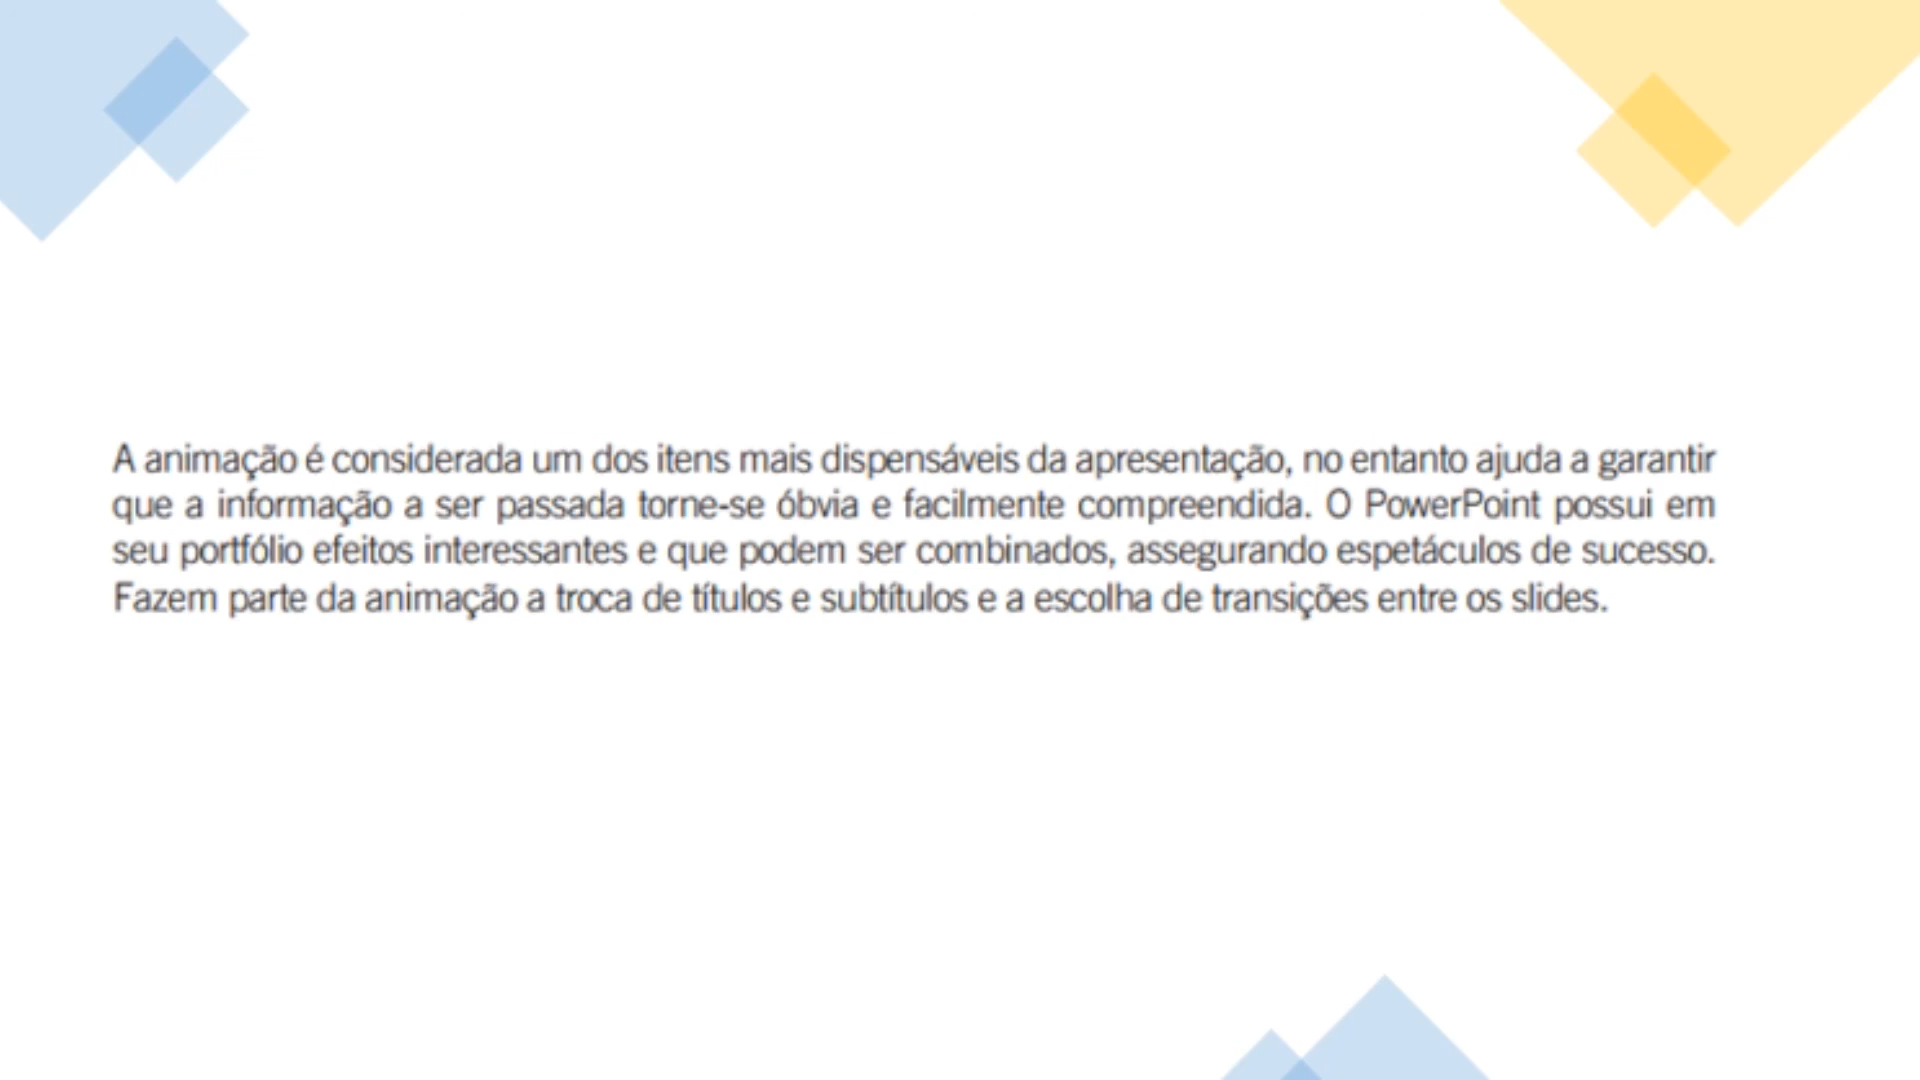 A animação é considerada um dos itens mais dispensáveis da apresentação, no entanto ajuda a garantir
que a informação a ser passada torne-se óbvia e facilmente compreendida. O PowerPoint possui em
seu portfólio efeitos interessantes e que podem ser combinados, assegurando espetáculos de sucesso.
Fazem parte da animação a troca de títulos e subtítulos e a escolha de transições entre os slides.